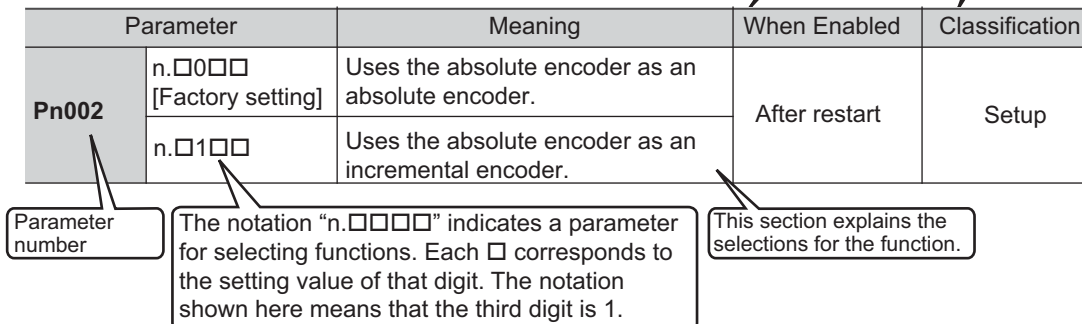 Parameter Meaning When Enabled Classification
Pn002
n.□0□□
[Factory setting]
Uses the absolute encoder as an
absolute encoder.
n.□1□□
Uses the absolute encoder as an
incremental encoder.
After restart
Setup
Parameter
number
The notation “n.□□□□” indicates a parameter
for selecting functions. Each □ corresponds to
the setting value of that digit. The notation
shown here means that the third digit is 1.
This section explains the
selections for the function.